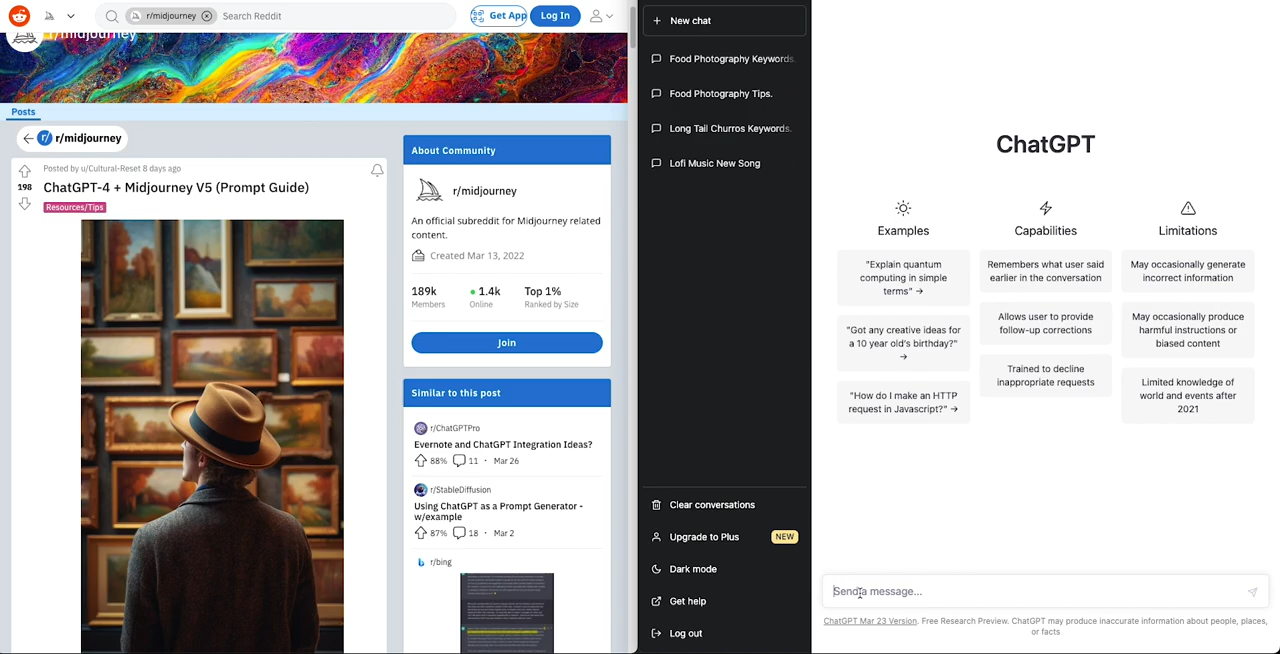 r/midjourney
Search Reddit
Get App
Log In
r/midjourney
Posts
r/ r/midjourney
Posted by u/Cultural-Reset 8 days ago
198
ChatGPT-4 + Midjourney V5 (Prompt Guide)
Resources/Tips
About Community
r/midjourney
An official subreddit for Midjourney related
content.
Created Mar 13, 2022
189k
Members
1.4k
Online
Top 1%
Ranked by Size
Join
Similar to this post
r/ChatGPTPro
Evernote and ChatGPT Integration Ideas?
88% 11 · Mar 26
r/StableDiffusion
Using ChatGPT as a Prompt Generator -
w/example
87% 18 · Mar 2
r/bing
+ New chat
Food Photography Keywords.
Food Photography Tips.
Long Tail Churros Keywords.
Lofi Music New Song
Clear conversations
Upgrade to Plus NEW
Dark mode
Get help
Log out
ChatGPT
Examples
"Explain quantum
computing in simple
terms" →
"Got any creative ideas for
a 10 year old's birthday?"
→
"How do I make an HTTP
request in Javascript?" →
Capabilities
Remembers what user said
earlier in the conversation
Allows user to provide
follow-up corrections
Trained to decline
inappropriate requests
Limitations
May occasionally generate
incorrect information
May occasionally produce
harmful instructions or
biased content
Limited knowledge of
world and events after
2021
Send a message...
ChatGPT Mar 23 Version. Free Research Preview. ChatGPT may produce inaccurate information about people, places,
or facts